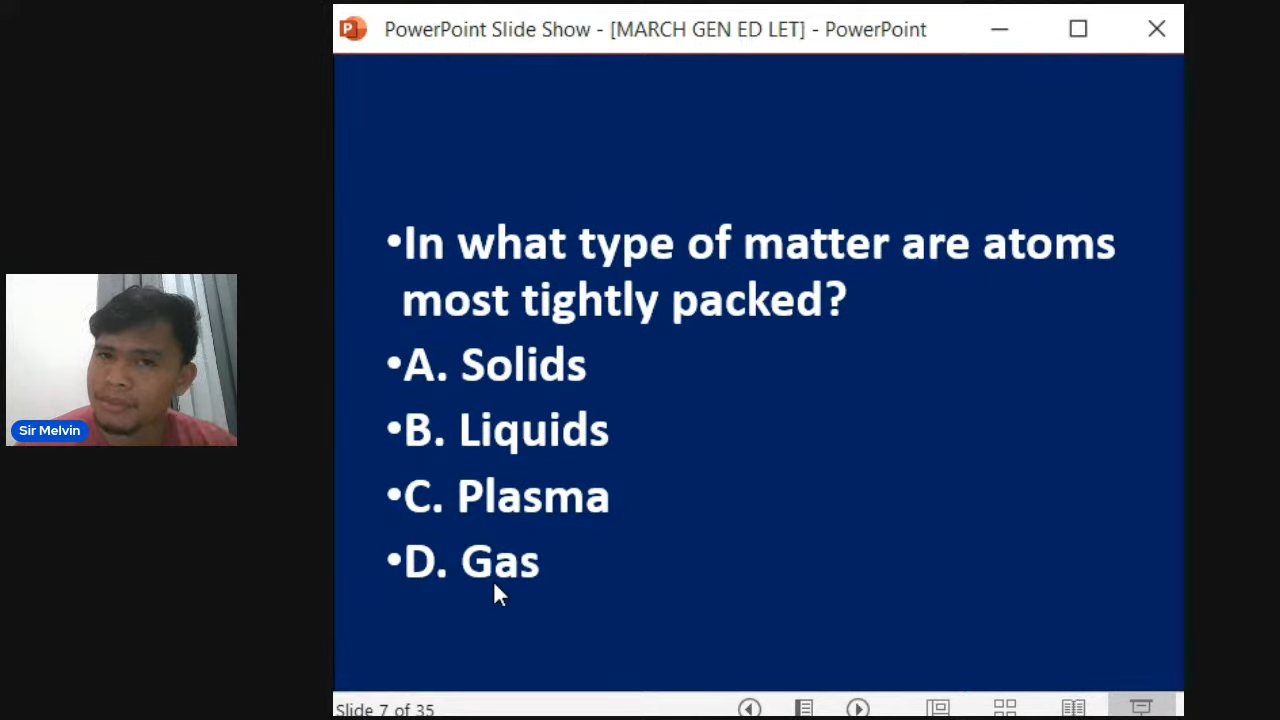 PowerPoint Slide Show - [MARCH GEN ED LET] - PowerPoint
•In what type of matter are atoms
most tightly packed?
•A. Solids
•B. Liquids
•C. Plasma
•D. Gas
Sir Melvin
Slide 7 of 35